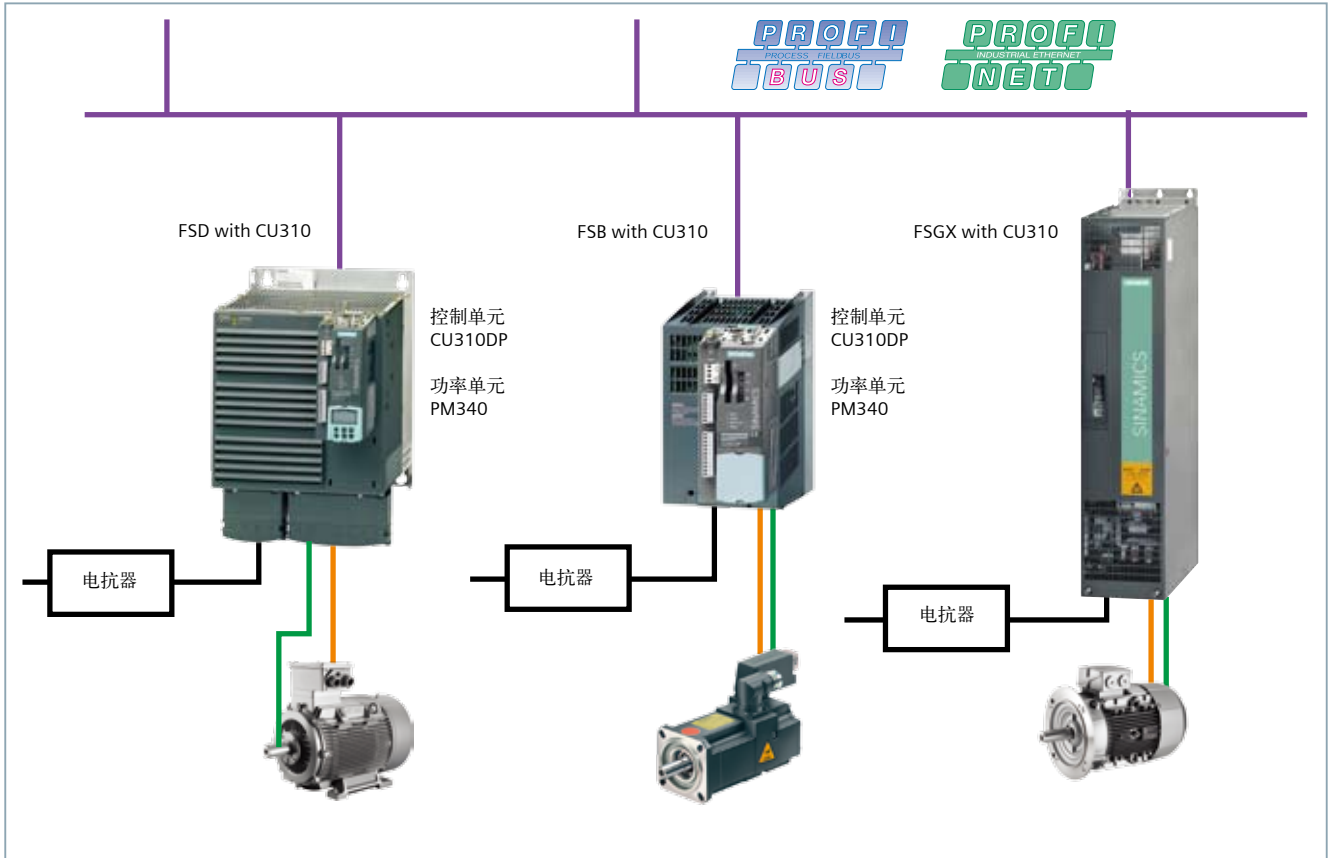 PROFI
PROCESS FIELDBUS
BUS
PROFI
INDUSTRIAL ETHERNET
NET
FSD with CU310
FSB with CU310
FSGX with CU310
控制单元
CU310DP
功率单元
PM340
控制单元
CU310DP
功率单元
PM340
SINAMICS
电抗器
电抗器
电抗器